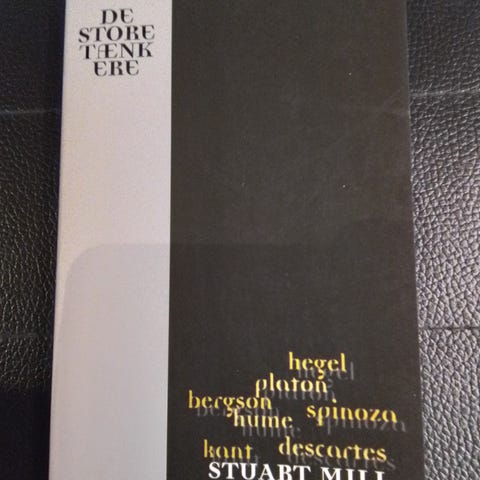 DE
STORE
TÆNK
ERE
hegel
platon
bergson spinoza
hume
kant descartes
STUART MILL